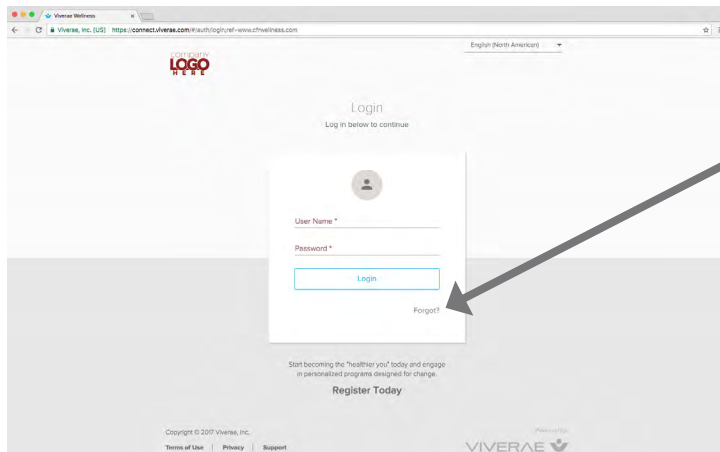 Viverae Wellness
Viverae, Inc. [US] https://connect.viverae.com/#/auth/login;ref=www.cfrwellness.com
English (North American)
company
LOGO
HERE
Login
Log in below to continue
User Name *
Password *
Login
Forgot?
Start becoming the "healthier you" today and engage
in personalized programs designed for change.
Register Today
Copyright © 2017 Viverae, Inc.
Terms of Use | Privacy | Support
VIVERAE